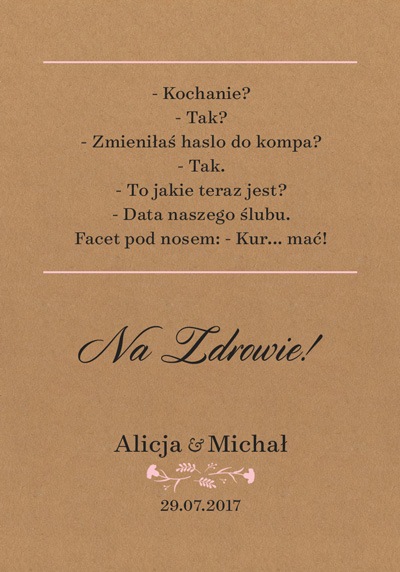 - Kochanie?
- Tak?
- Zmieniłaś haslo do kompa?
- Tak.
- To jakie teraz jest?
- Data naszego ślubu.
Facet pod nosem: - Kur... mać!
Na Zdrowie!
Alicja & Michał
29.07.2017